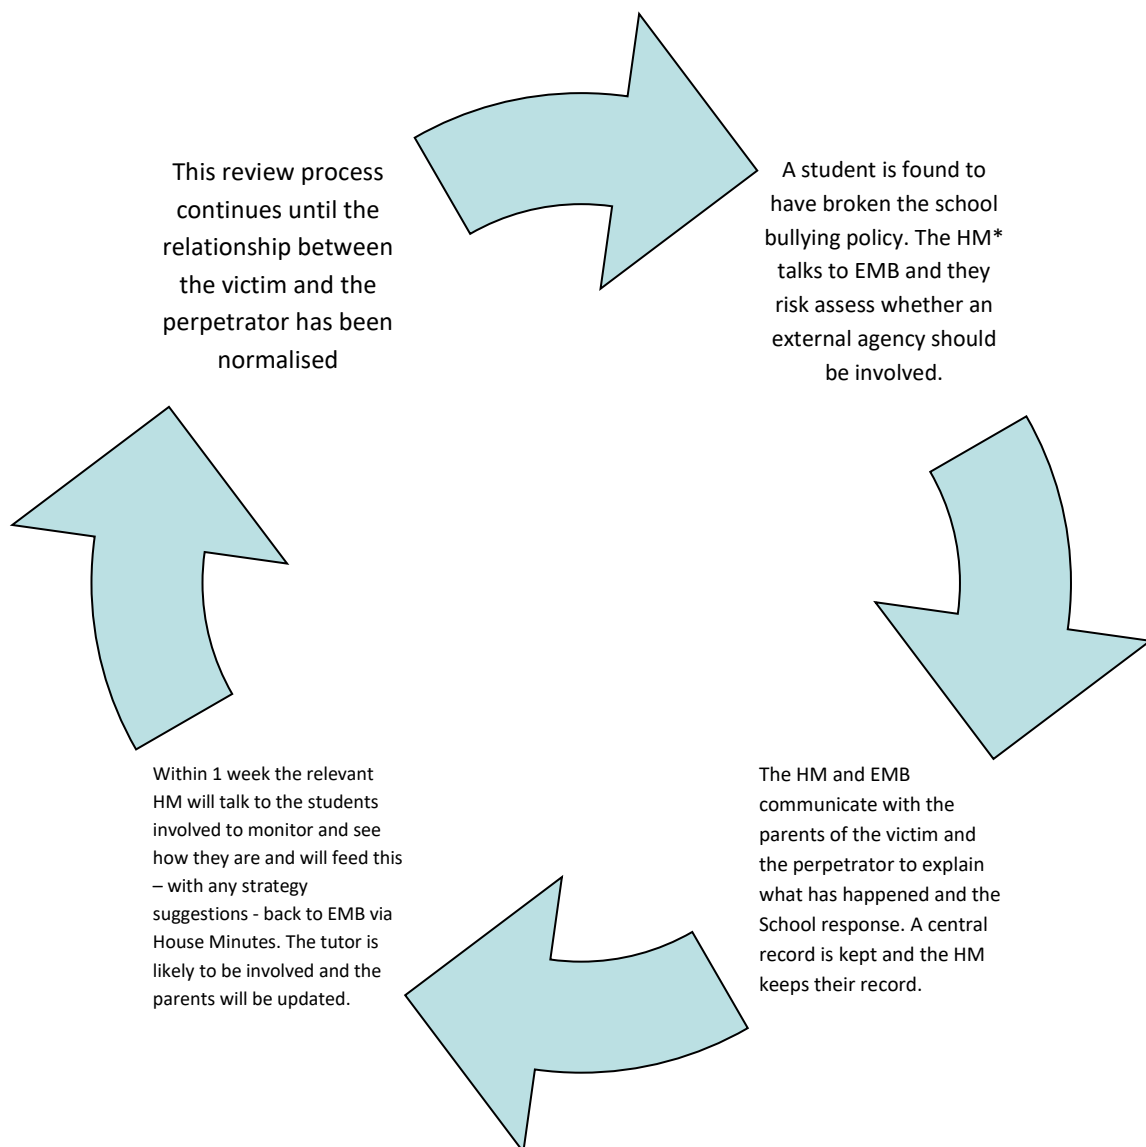 This review process
continues until the
relationship between
the victim and the
perpetrator has been
normalised
A student is found to
have broken the school
bullying policy. The HM*
talks to EMB and they
risk assess whether an
external agency should
be involved.
The HM and EMB
communicate with the
parents of the victim and
the perpetrator to explain
what has happened and the
School response. A central
record is kept and the HM
keeps their record.
Within 1 week the relevant
HM will talk to the students
involved to monitor and see
how they are and will feed this
– with any strategy
suggestions - back to EMB via
House Minutes. The tutor is
likely to be involved and the
parents will be updated.